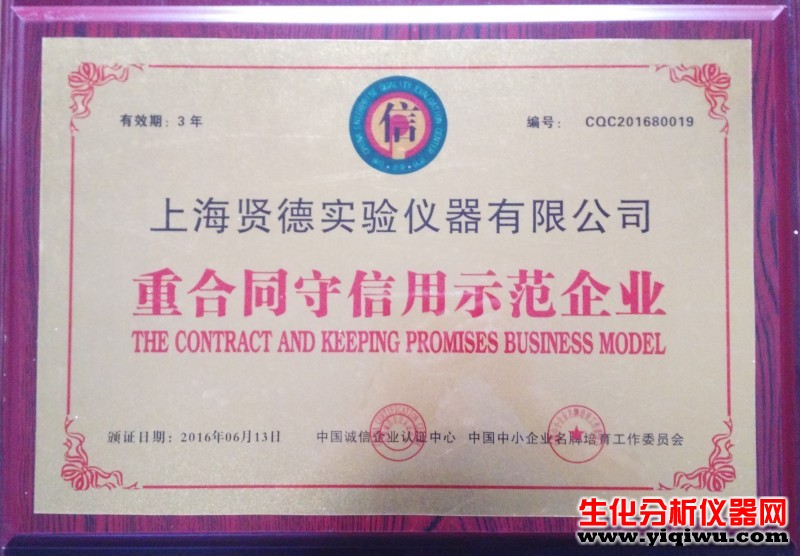 有效期：3 年
编号： CQC201680019
信
上海贤德实验仪器有限公司
重合同守信用示范企业
THE CONTRACT AND KEEPING PROMISES BUSINESS MODEL
颁证日期：2016年06月13日
中国诚信企业认证中心 中国中小企业名牌培育工作委员会
生化分析仪器网
www.yiqiwu.com